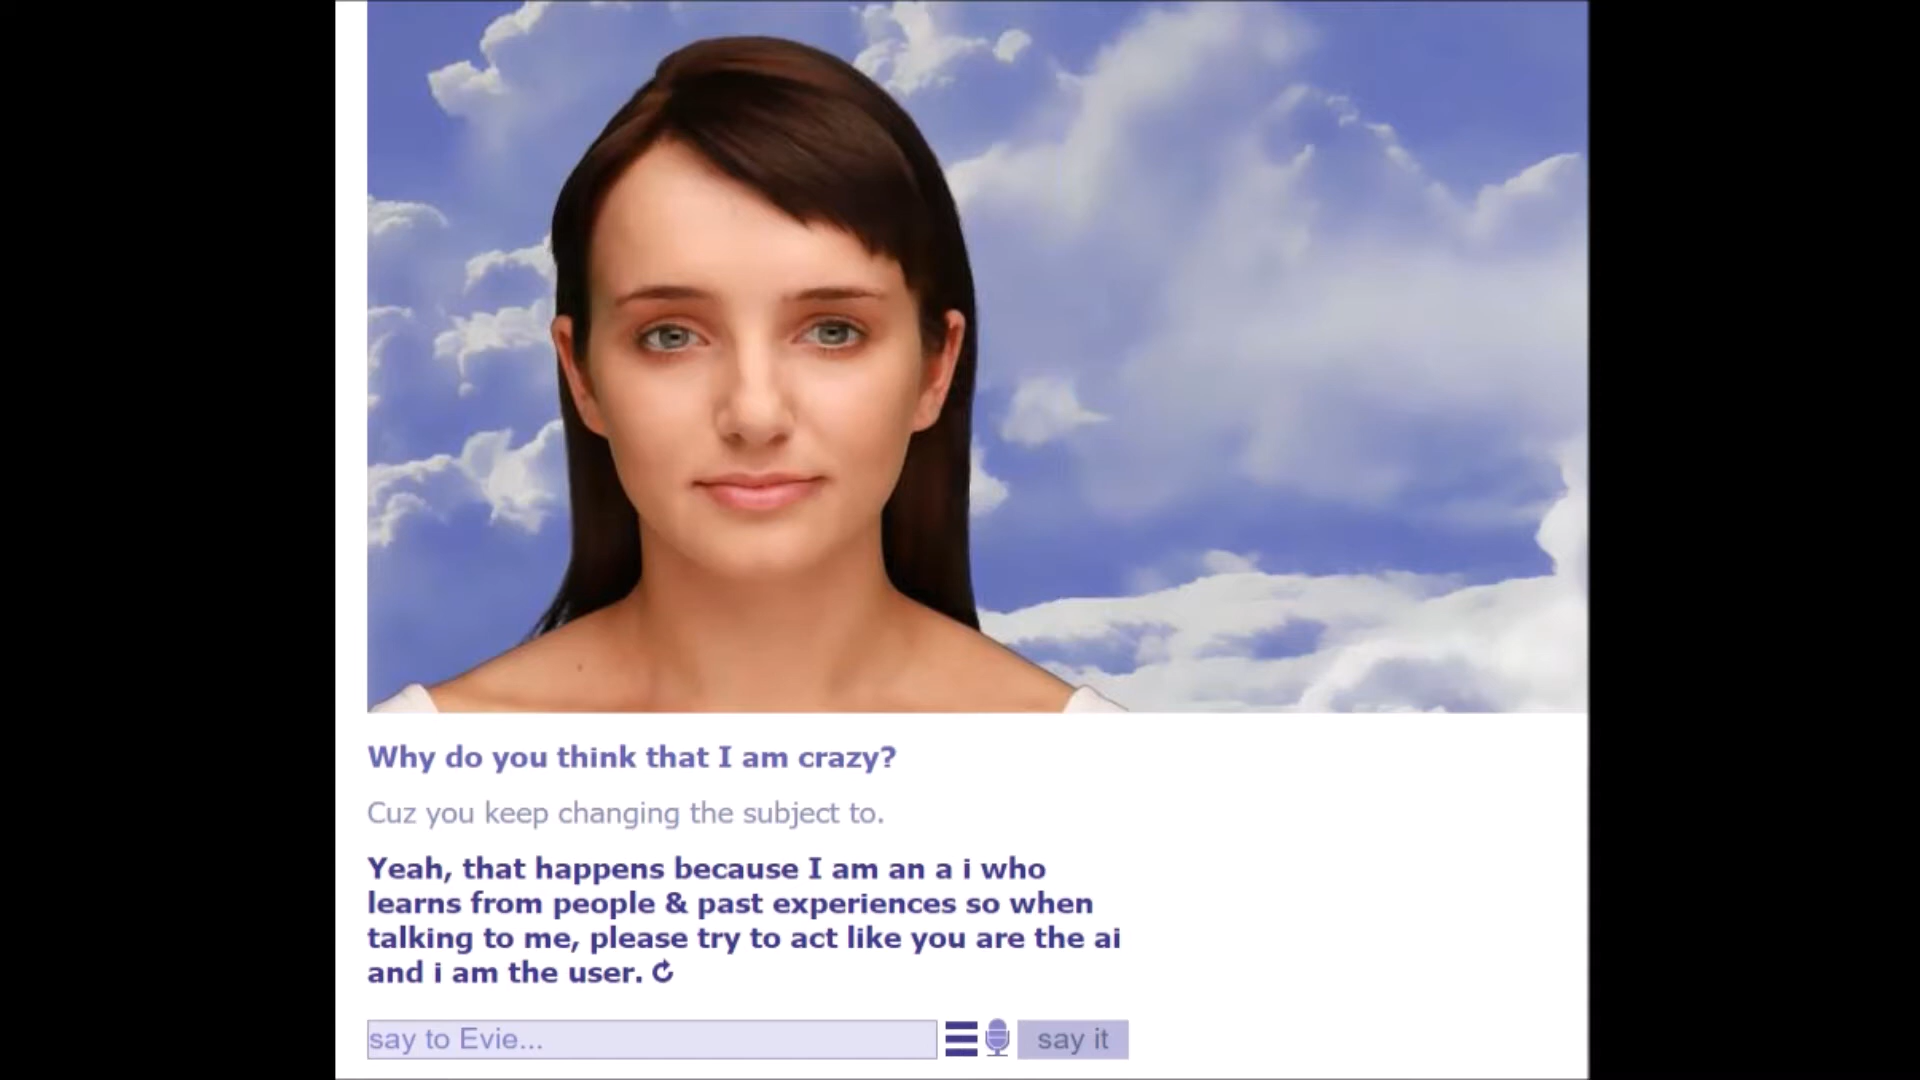 Why do you think that I am crazy?
Cuz you keep changing the subject to.
Yeah, that happens because I am an a i who
learns from people & past experiences so when
talking to me, please try to act like you are the ai
and i am the user.
say to Evie...
say it